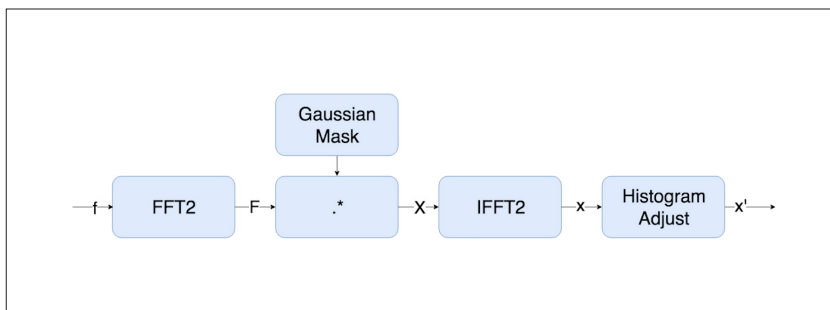 Gaussian
Mask
f
FFT2
F
.*
X
IFFT2
x
Histogram
Adjust
x'